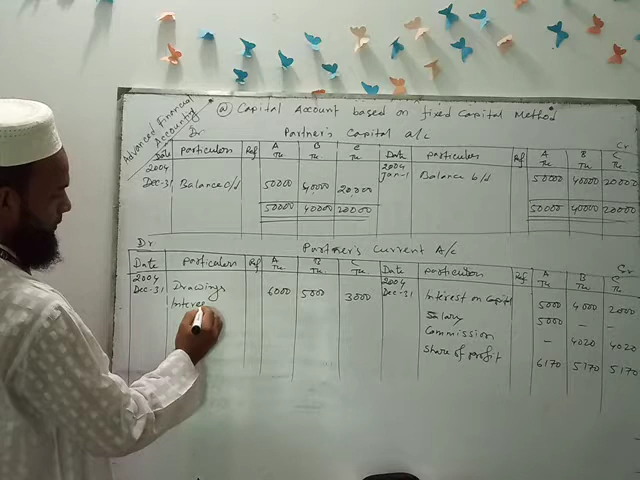 Advanced Financial
Accounting
@ Capital Account based on fixed Capital Method
Dr Partner's Capital a/c Cr
Date particulars Ref A Tk B Tk C Tk Date particulars Ref A Tk B Tk C Tk
2004 2004
Dec-31 Balance c/d 50000 40000 20000 Jan-1 Balance b/d 50000 40000 20000
50000 40000 20000 50000 40000 20000
Dr Partner's Current A/c Cr
Date particulars Ref A Tk B Tk C Tk Date particulars Ref A Tk B Tk C Tk
2004 2004
Dec-31 Drawings 6000 5000 3000 Dec-31 Interest on Capital 5000 4000 2000
Interes Salary 5000 - -
Commission - 4020 4020
Share of profit 6170 5170 5170